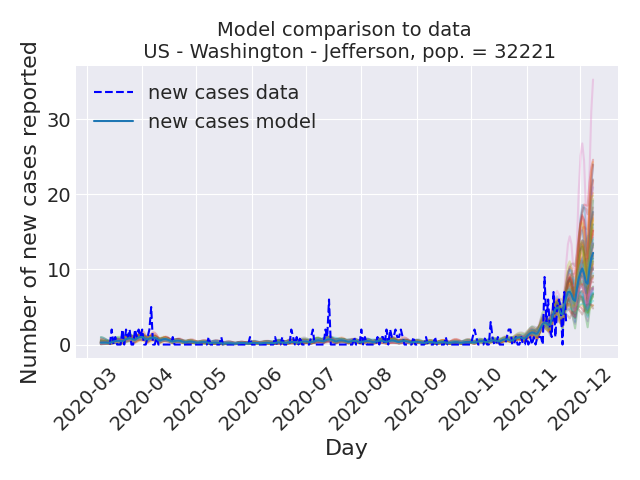 Model comparison to data
US - Washington - Jefferson, pop. = 32221
Number of new cases reported
new cases data
new cases model
30
20
10
0
2020-03
2020-04
2020-05
2020-06
2020-07
2020-08
2020-09
2020-10
2020-11
2020-12
Day